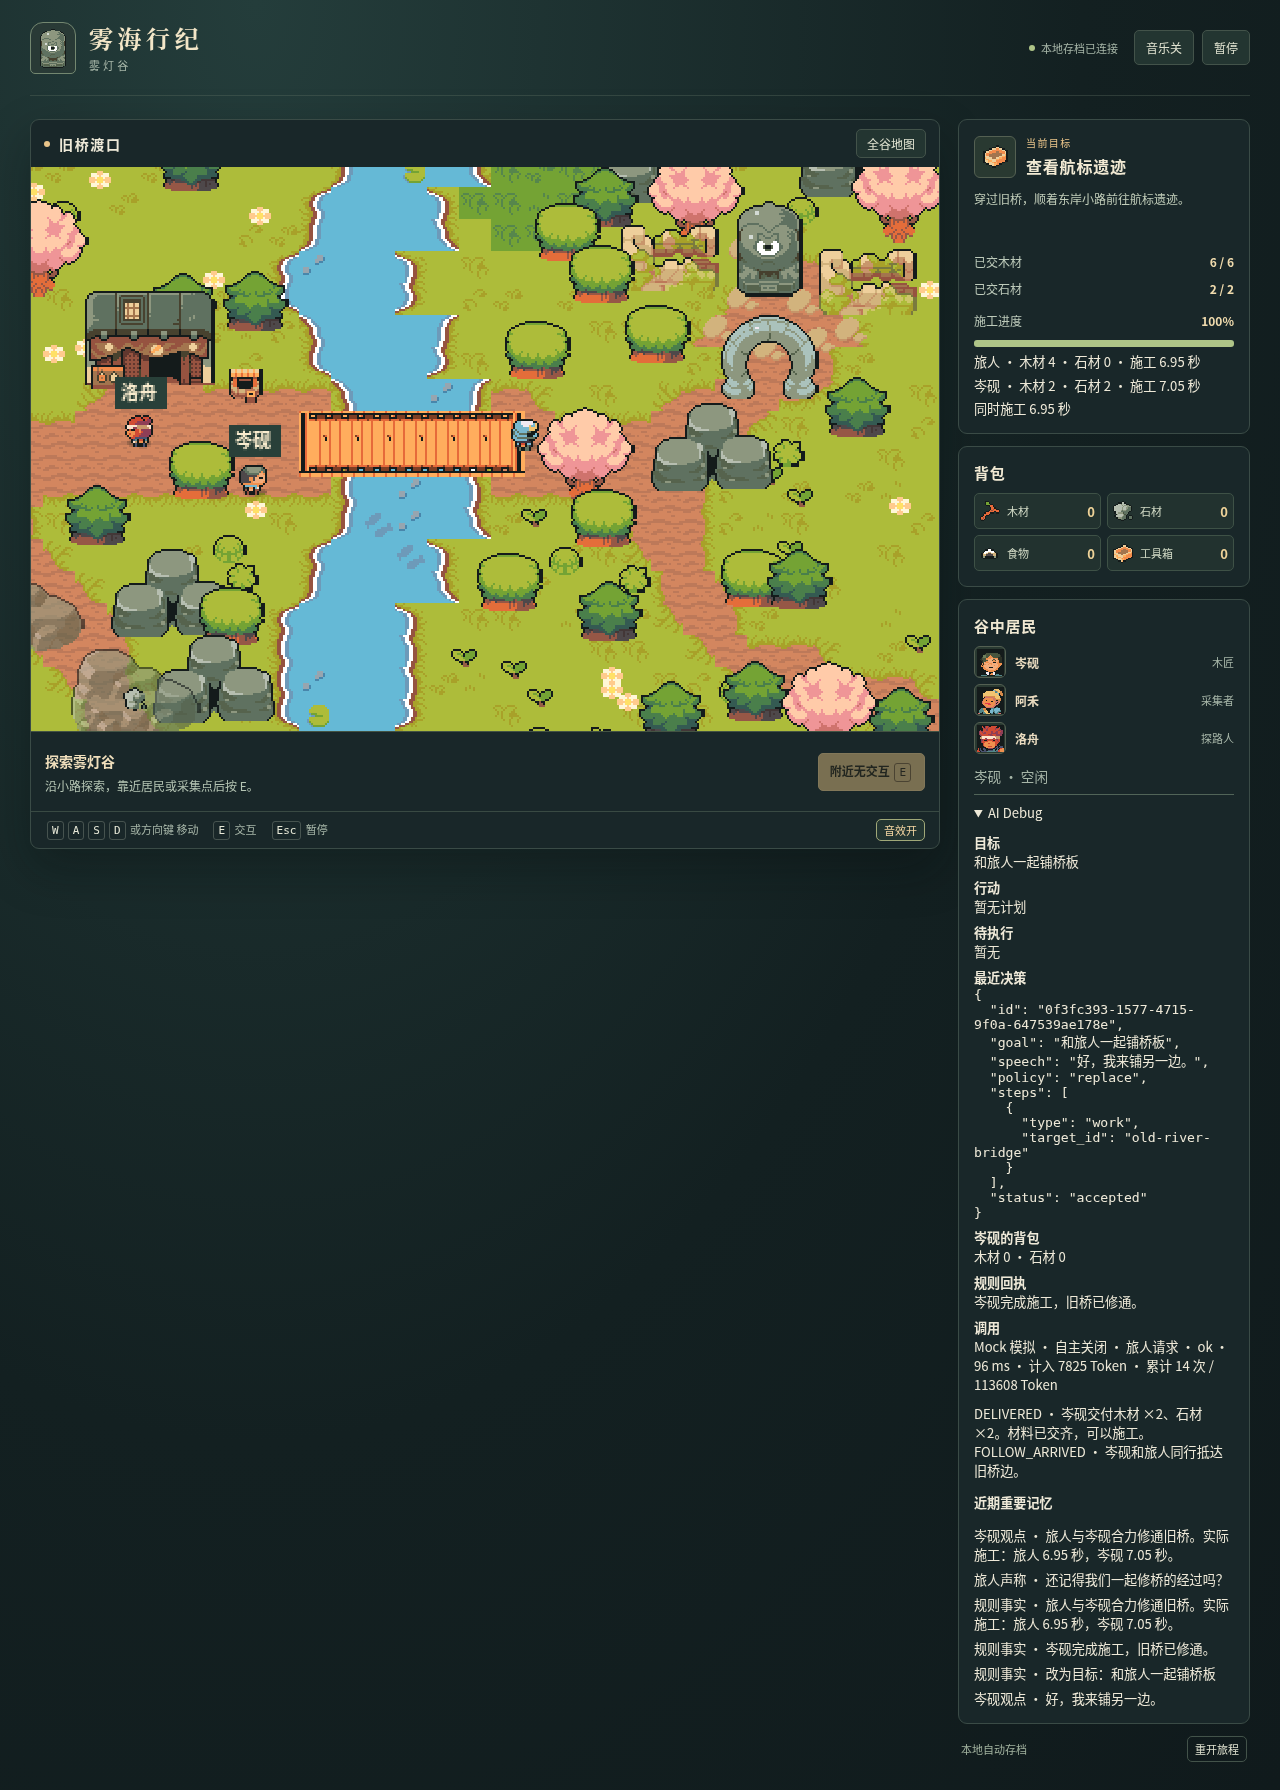 雾海行纪
雾灯谷
本地存档已连接
音乐关
暂停
旧桥渡口
全谷地图
洛舟
岑砚
探索雾灯谷
沿小路探索，靠近居民或采集点后按 E。
附近无交互 E
W A S D 或方向键 移动 E 交互 Esc 暂停
音效开
当前目标
查看航标遗迹
穿过旧桥，顺着东岸小路前往航标遗迹。
已交木材 6 / 6
已交石材 2 / 2
施工进度 100%
旅人 · 木材 4 · 石材 0 · 施工 6.95 秒
岑砚 · 木材 2 · 石材 2 · 施工 7.05 秒
同时施工 6.95 秒
背包
木材 0
石材 0
食物 0
工具箱 0
谷中居民
岑砚 木匠
阿禾 采集者
洛舟 探路人
岑砚 · 空闲
▼ AI Debug
目标
和旅人一起铺桥板
行动
暂无计划
待执行
暂无
最近决策
{
"id": "0f3fc393-1577-4715-
9f0a-647539ae178e",
"goal": "和旅人一起铺桥板",
"speech": "好，我来铺另一边。",
"policy": "replace",
"steps": [
{
"type": "work",
"target_id": "old-river-
bridge"
}
],
"status": "accepted"
}
岑砚的背包
木材 0 · 石材 0
规则回执
岑砚完成施工，旧桥已修通。
调用
Mock 模拟 · 自主关闭 · 旅人请求 · ok ·
96 ms · 计入 7825 Token · 累计 14 次 /
113608 Token
DELIVERED · 岑砚交付木材 ×2、石材
×2。材料已交齐，可以施工。
FOLLOW_ARRIVED · 岑砚和旅人同行抵达
旧桥边。
近期重要记忆
岑砚观点 · 旅人与岑砚合力修通旧桥。实际
施工：旅人 6.95 秒，岑砚 7.05 秒。
旅人声称 · 还记得我们一起修桥的经过吗？
规则事实 · 旅人与岑砚合力修通旧桥。实际
施工：旅人 6.95 秒，岑砚 7.05 秒。
规则事实 · 岑砚完成施工，旧桥已修通。
规则事实 · 改为目标：和旅人一起铺桥板
岑砚观点 · 好，我来铺另一边。
本地自动存档
重开旅程